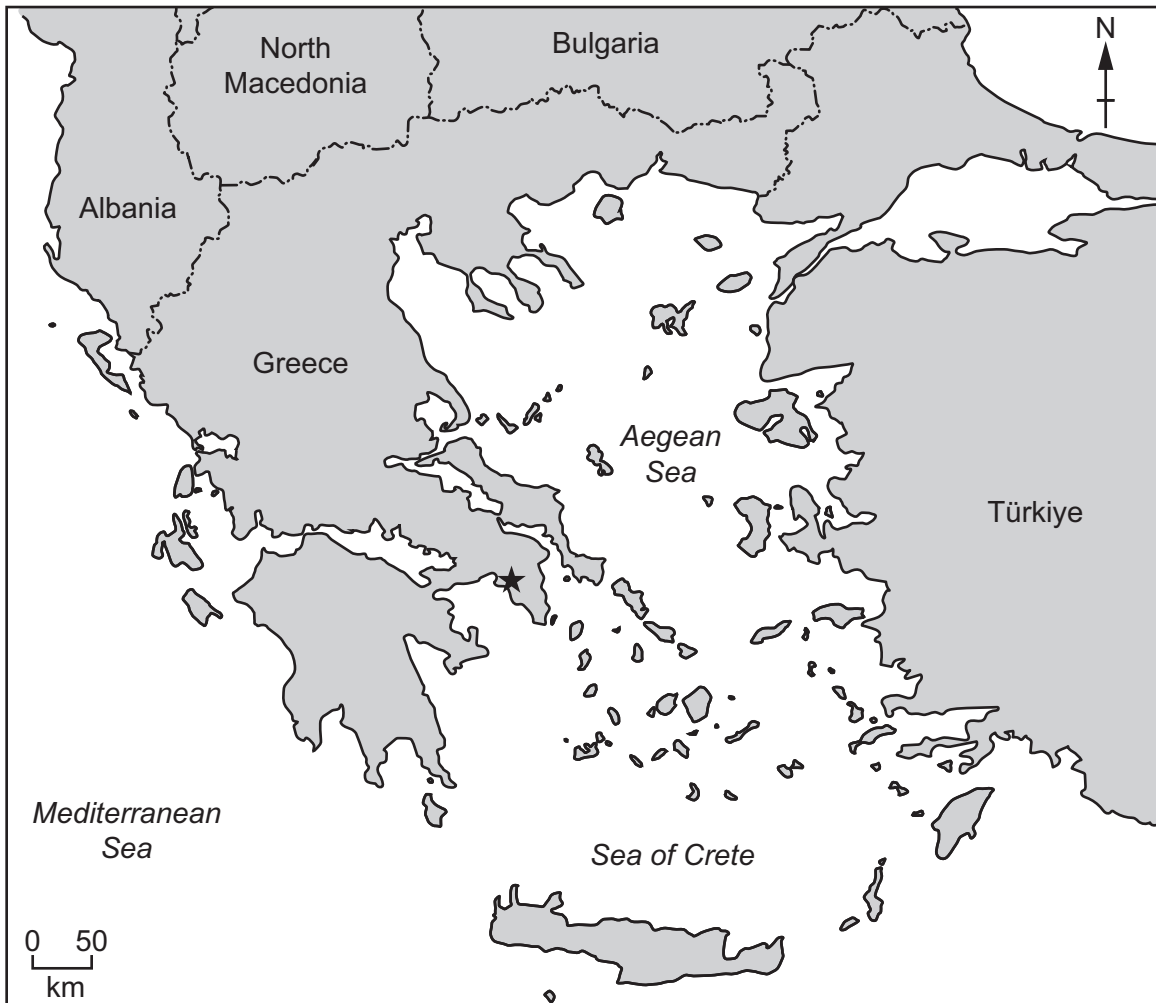 North
Macedonia
Bulgaria
N
Albania
Greece
Aegean
Sea
Türkiye
Mediterranean
Sea
Sea of Crete
0 50
km